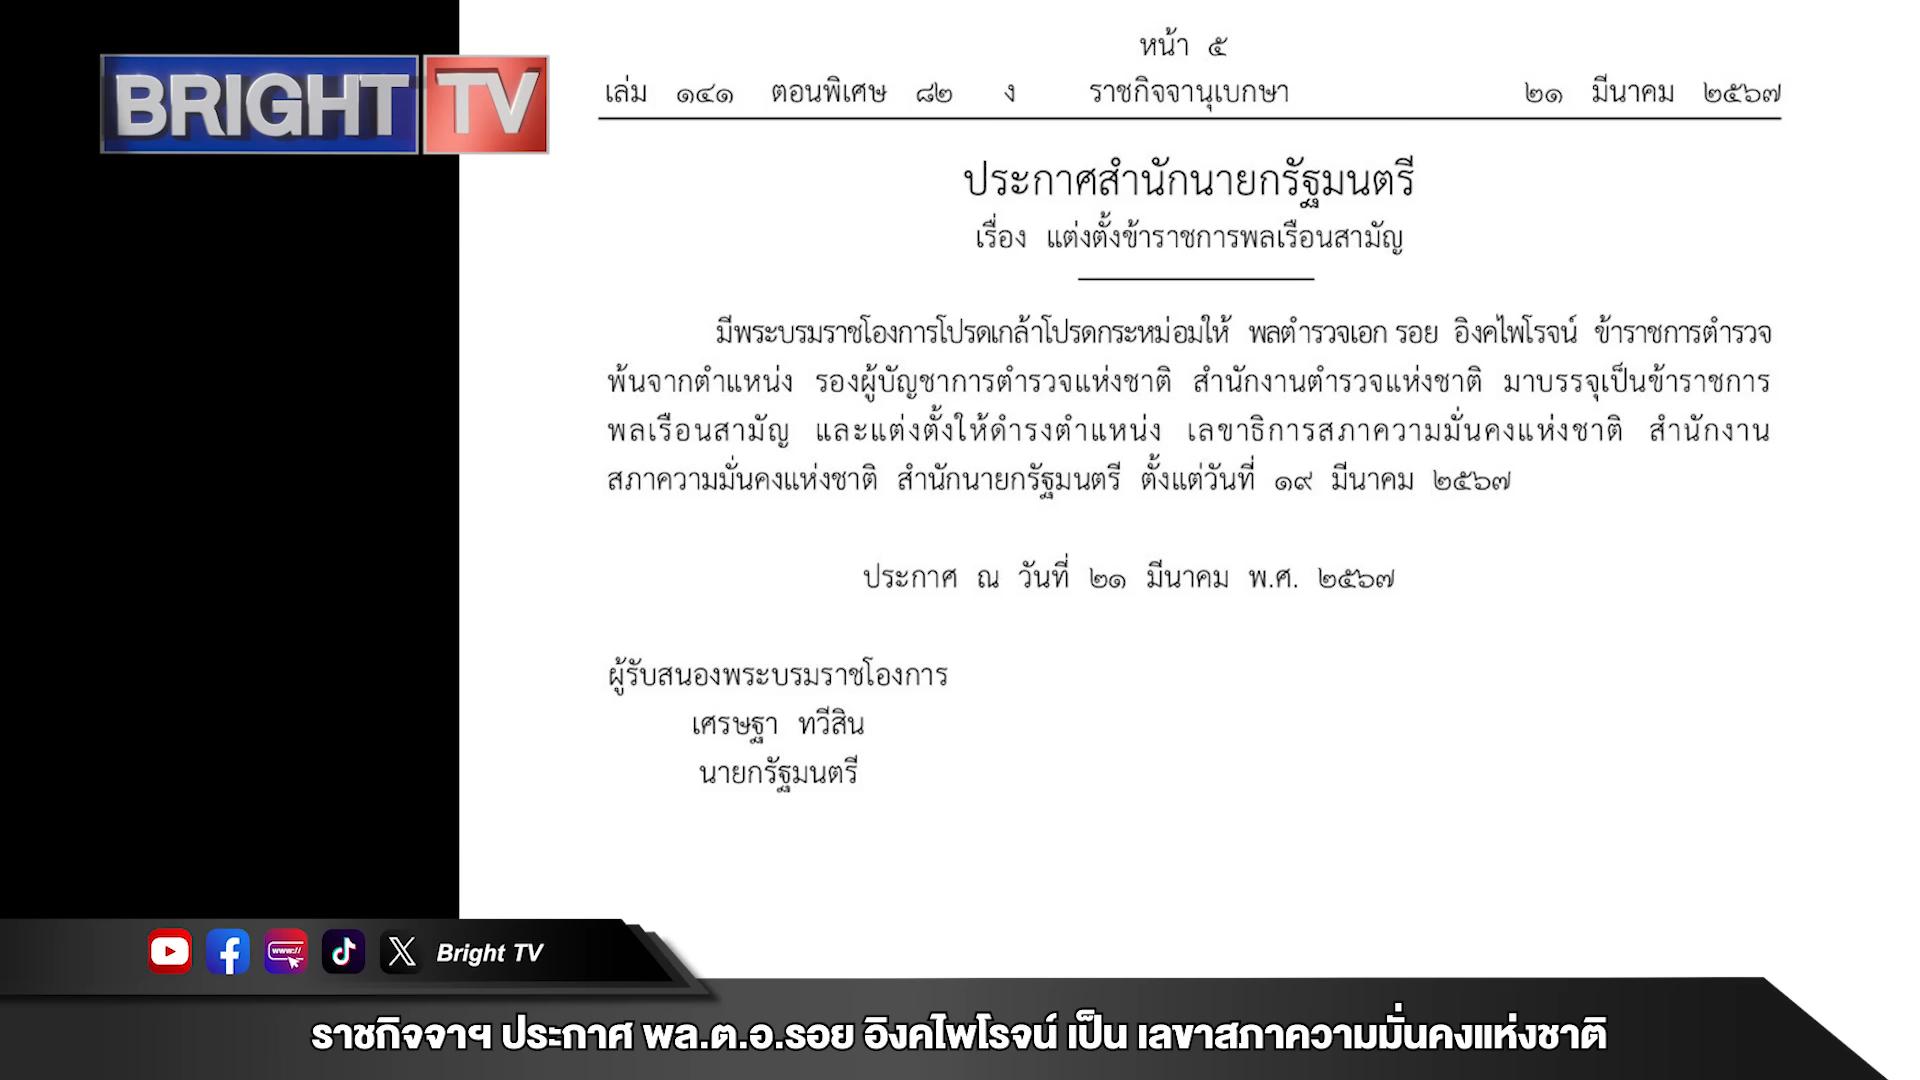 BRIGHT TV
หน้า ๕
เล่ม ๑๔๑ ตอนพิเศษ ๘๒ ง ราชกิจจานุเบกษา ๒๑ มีนาคม ๒๕๖๗
ประกาศสำนักนายกรัฐมนตรี
เรื่อง แต่งตั้งข้าราชการพลเรือนสามัญ
มีพระบรมราชโองการโปรดเกล้าโปรดกระหม่อมให้ พลตำรวจเอก รอย อิงคไพโรจน์ ข้าราชการตำรวจ
พ้นจากตำแหน่ง รองผู้บัญชาการตำรวจแห่งชาติ สำนักงานตำรวจแห่งชาติ มาบรรจุเป็นข้าราชการ
พลเรือนสามัญ และแต่งตั้งให้ดำรงตำแหน่ง เลขาธิการสภาความมั่นคงแห่งชาติ สำนักงาน
สภาความมั่นคงแห่งชาติ สำนักนายกรัฐมนตรี ตั้งแต่วันที่ ๑๙ มีนาคม ๒๕๖๗
ประกาศ ณ วันที่ ๒๑ มีนาคม พ.ศ. ๒๕๖๗
ผู้รับสนองพระบรมราชโองการ
เศรษฐา ทวีสิน
นายกรัฐมนตรี
www:// Bright TV
ราชกิจจาฯ ประกาศ พล.ต.อ.รอย อิงคไพโรจน์ เป็น เลขาสภาความมั่นคงแห่งชาติ